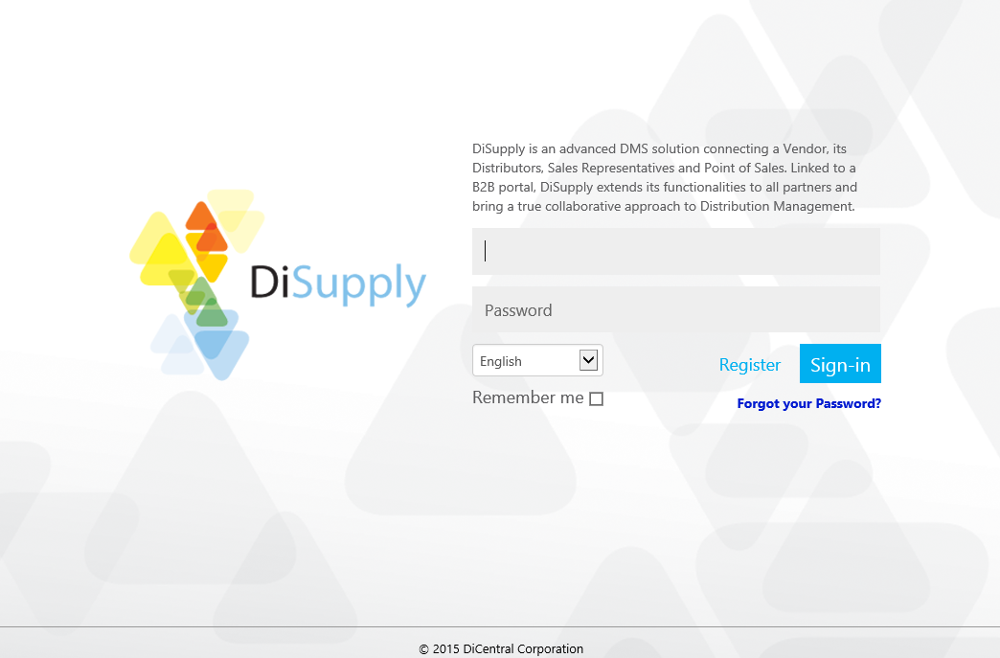 DiSupply is an advanced DMS solution connecting a Vendor, its
Distributors, Sales Representatives and Point of Sales. Linked to a
B2B portal, DiSupply extends its functionalities to all partners and
bring a true collaborative approach to Distribution Management.
DiSupply
Password
English
Register
Sign-in
Remember me
Forgot your Password?
© 2015 DiCentral Corporation